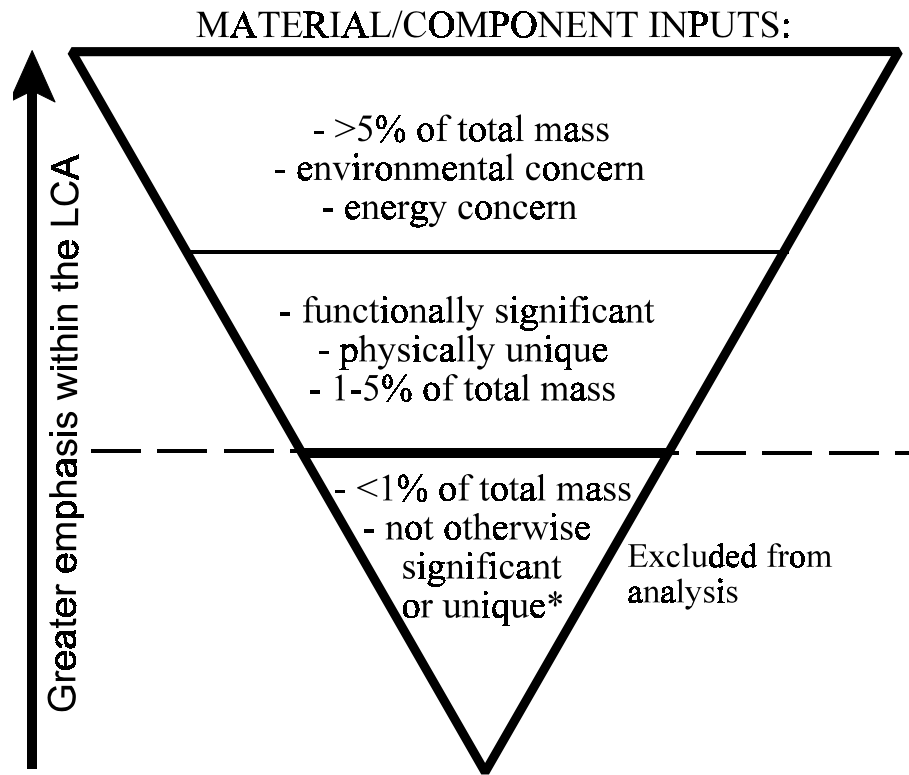 MATERIAL/COMPONENT INPUTS:
- >5% of total mass
- environmental concern
- energy concern
- functionally significant
- physically unique
- 1-5% of total mass
- <1% of total mass
- not otherwise
significant
or unique*
Excluded from
analysis
Greater emphasis within the LCA